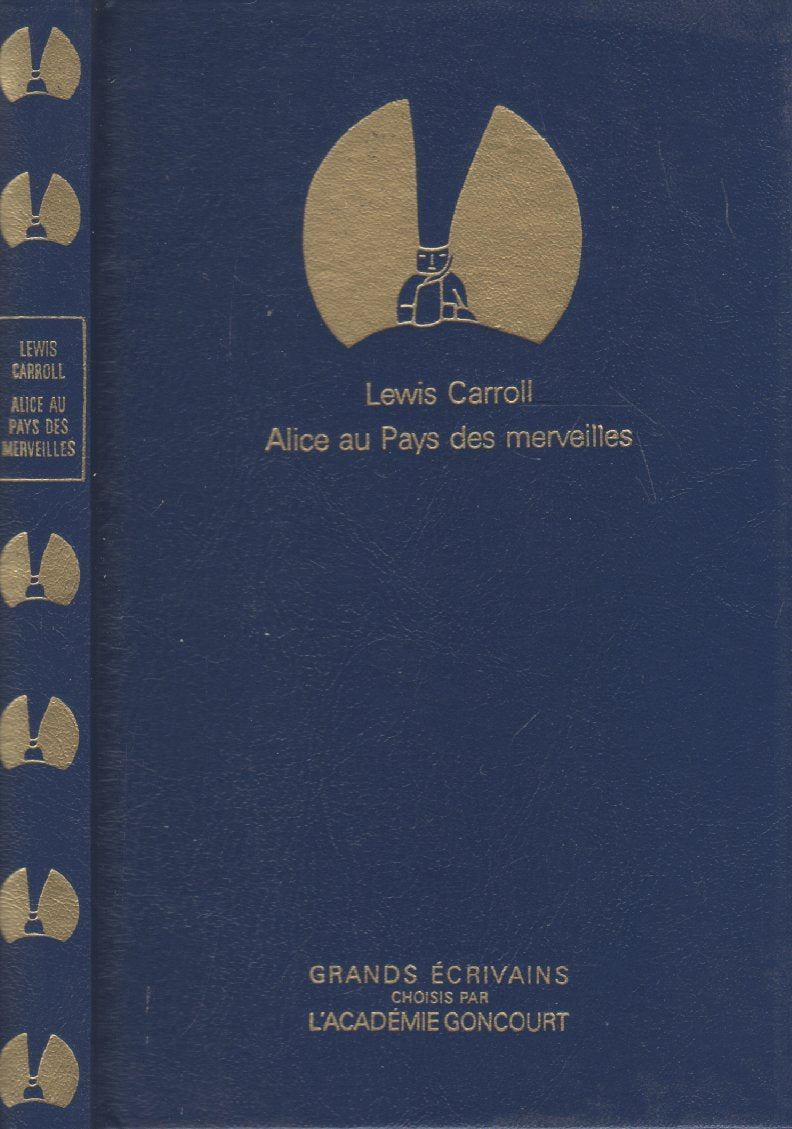 LEWIS
CARROLL
ALICE AU
PAYS DES
MERVEILLES
Lewis Carroll
Alice au Pays des merveilles
GRANDS ÉCRIVAINS
CHOISIS PAR
L'ACADÉMIE GONCOURT